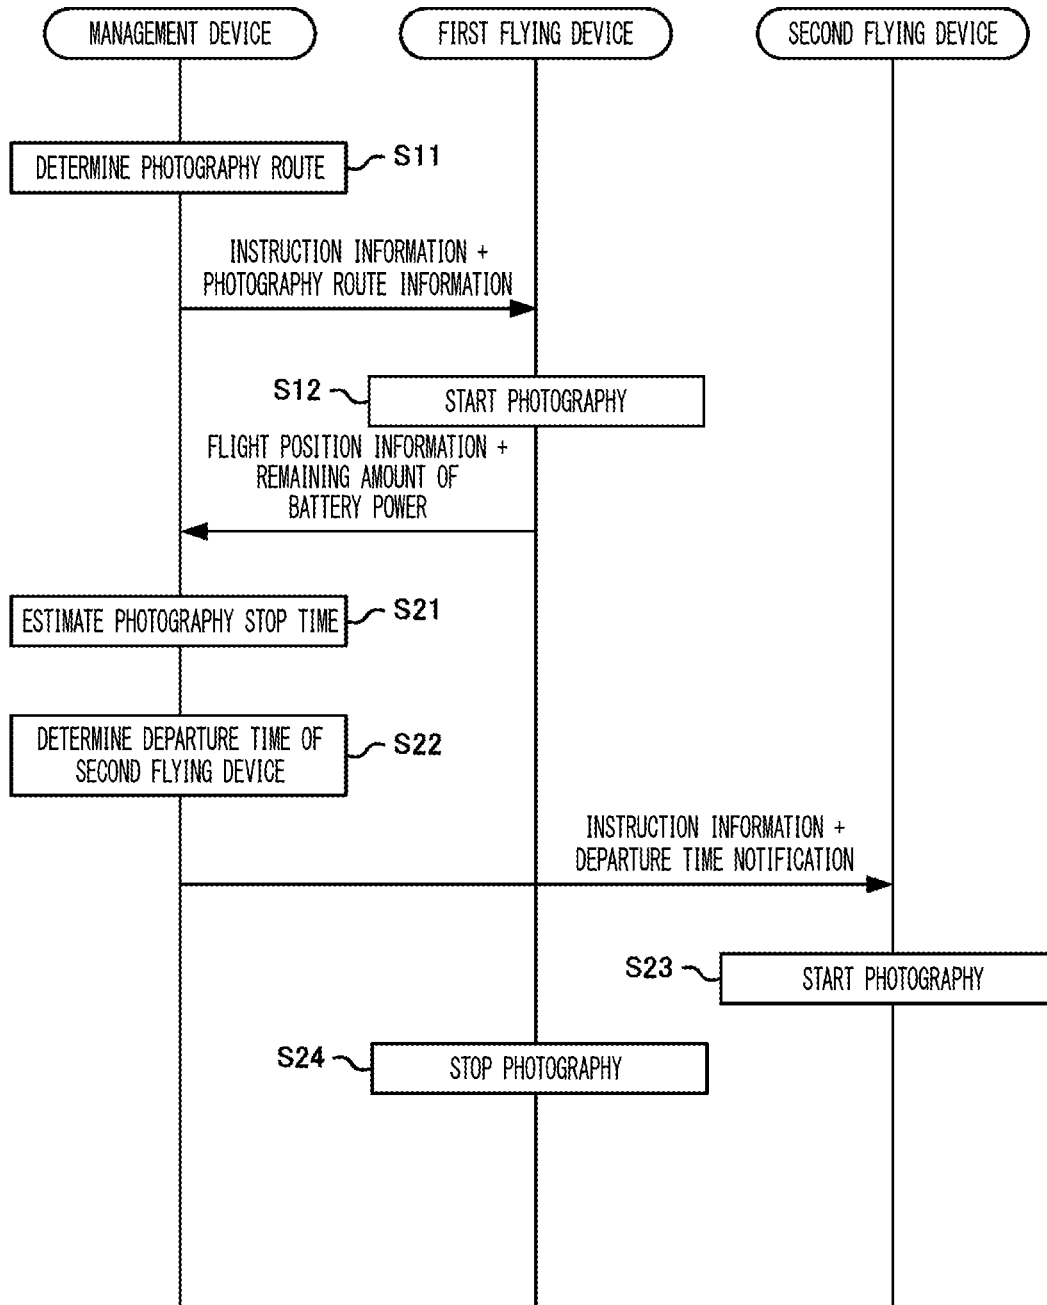 MANAGEMENT DEVICE
FIRST FLYING DEVICE
SECOND FLYING DEVICE
DETERMINE PHOTOGRAPHY ROUTE
S11
INSTRUCTION INFORMATION +
PHOTOGRAPHY ROUTE INFORMATION
S12
START PHOTOGRAPHY
FLIGHT POSITION INFORMATION +
REMAINING AMOUNT OF
BATTERY POWER
ESTIMATE PHOTOGRAPHY STOP TIME
S21
DETERMINE DEPARTURE TIME OF
SECOND FLYING DEVICE
S22
INSTRUCTION INFORMATION +
DEPARTURE TIME NOTIFICATION
S23
START PHOTOGRAPHY
S24
STOP PHOTOGRAPHY